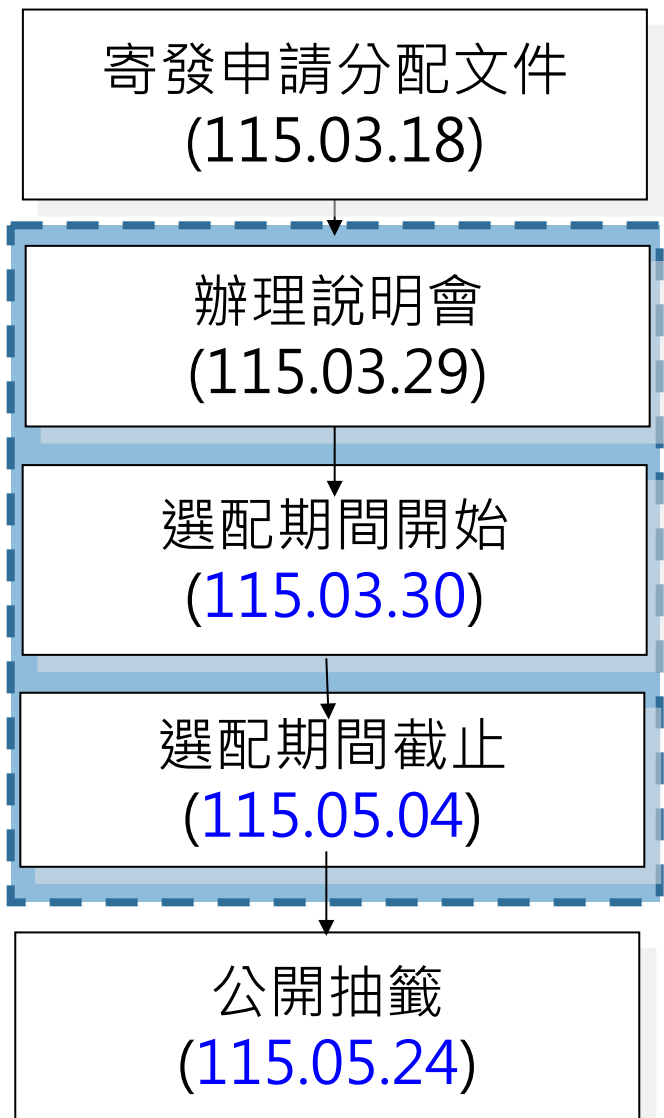 寄發申請分配文件
(115.03.18)
辦理說明會
(115.03.29)
選配期間開始
(115.03.30)
選配期間截止
(115.05.04)
公開抽籤
(115.05.24)